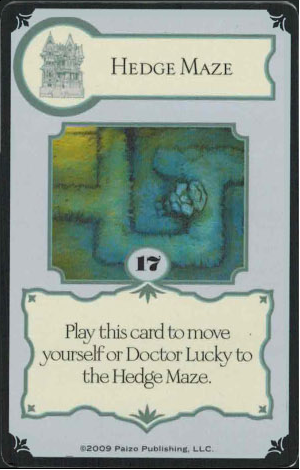 HEDGE MAZE
17
Play this card to move
yourself or Doctor Lucky to
the Hedge Maze.
©2009 Paizo Publishing, LLC.